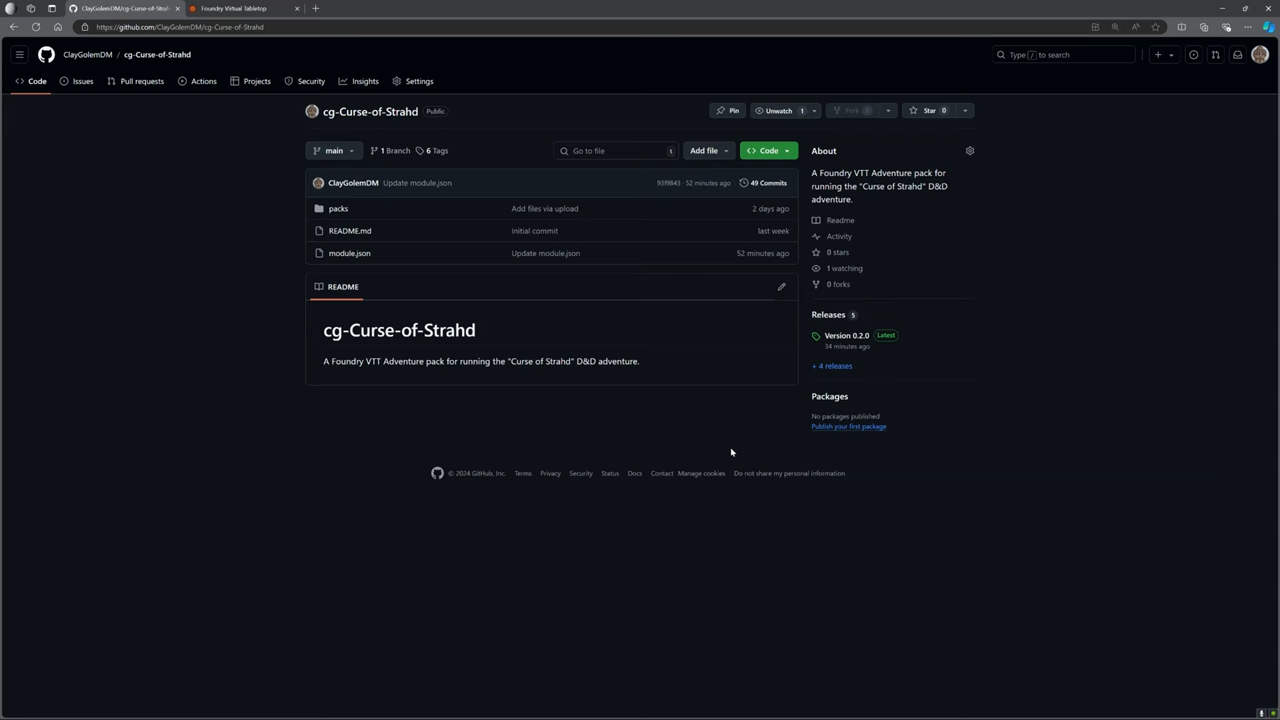 ClayGolemDM/cg-Curse-of-Strahd
Foundry Virtual Tabletop
https://github.com/ClayGolemDM/cg-Curse-of-Strahd
ClayGolemDM / cg-Curse-of-Strahd
Type / to search
Code
Issues
Pull requests
Actions
Projects
Security
Insights
Settings
cg-Curse-of-Strahd Public
Pin
Unwatch 1
Fork 0
Star 0
main
1 Branch
6 Tags
Go to file t
Add file
Code
ClayGolemDM Update module.json
93f9843 · 52 minutes ago
49 Commits
packs Add files via upload 2 days ago
README.md Initial commit last week
module.json Update module.json 52 minutes ago
README
cg-Curse-of-Strahd
A Foundry VTT Adventure pack for running the "Curse of Strahd" D&D adventure.
About
A Foundry VTT Adventure pack for
running the "Curse of Strahd" D&D
adventure.
Readme
Activity
0 stars
1 watching
0 forks
Releases 5
Version 0.2.0 Latest
34 minutes ago
+ 4 releases
Packages
No packages published
Publish your first package
© 2024 GitHub, Inc. Terms Privacy Security Status Docs Contact Manage cookies Do not share my personal information